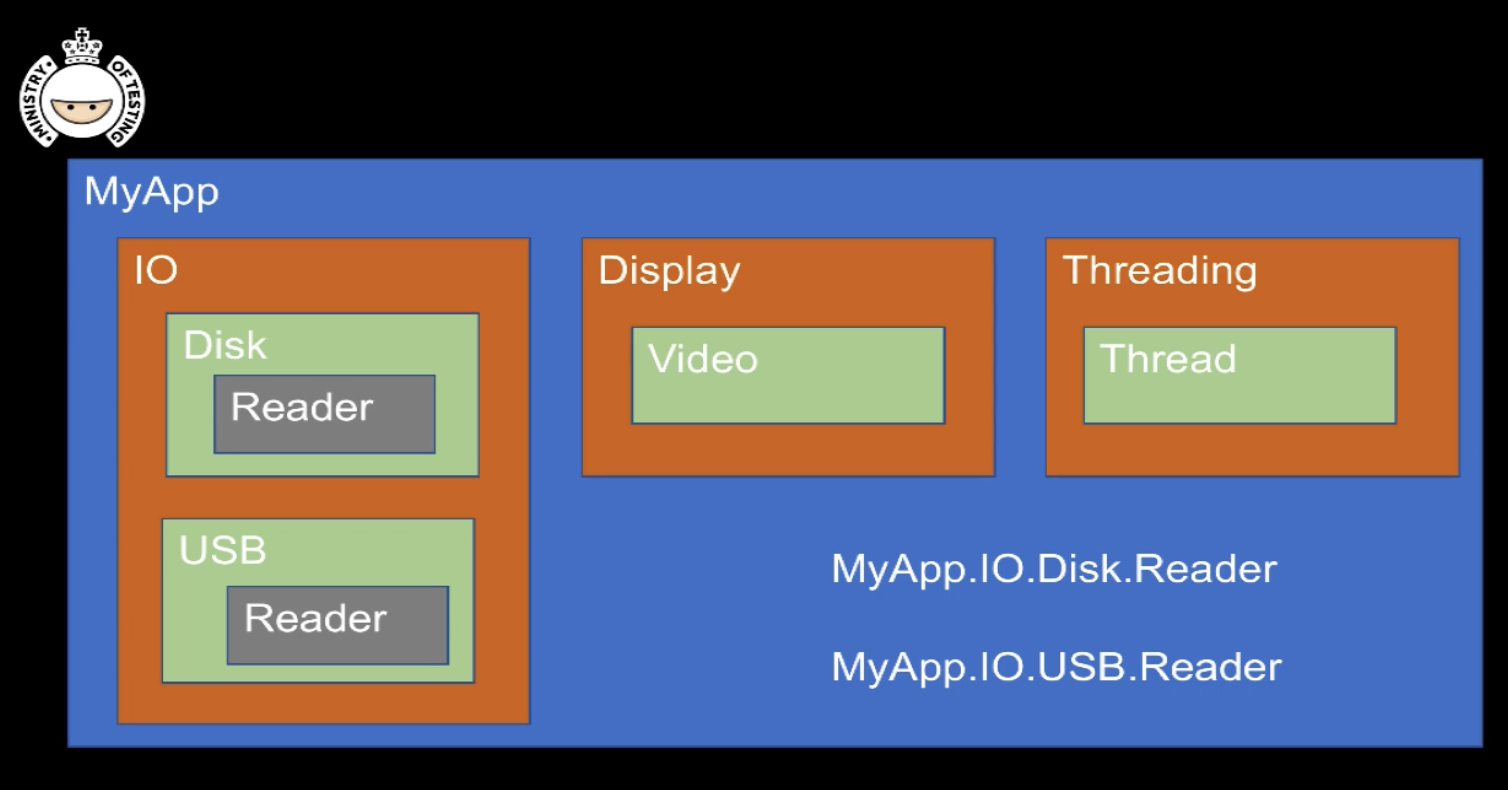 MINISTRY OF TESTING
MyApp
IO
Disk
Reader
USB
Reader
Display
Video
Threading
Thread
MyApp.IO.Disk.Reader
MyApp.IO.USB.Reader